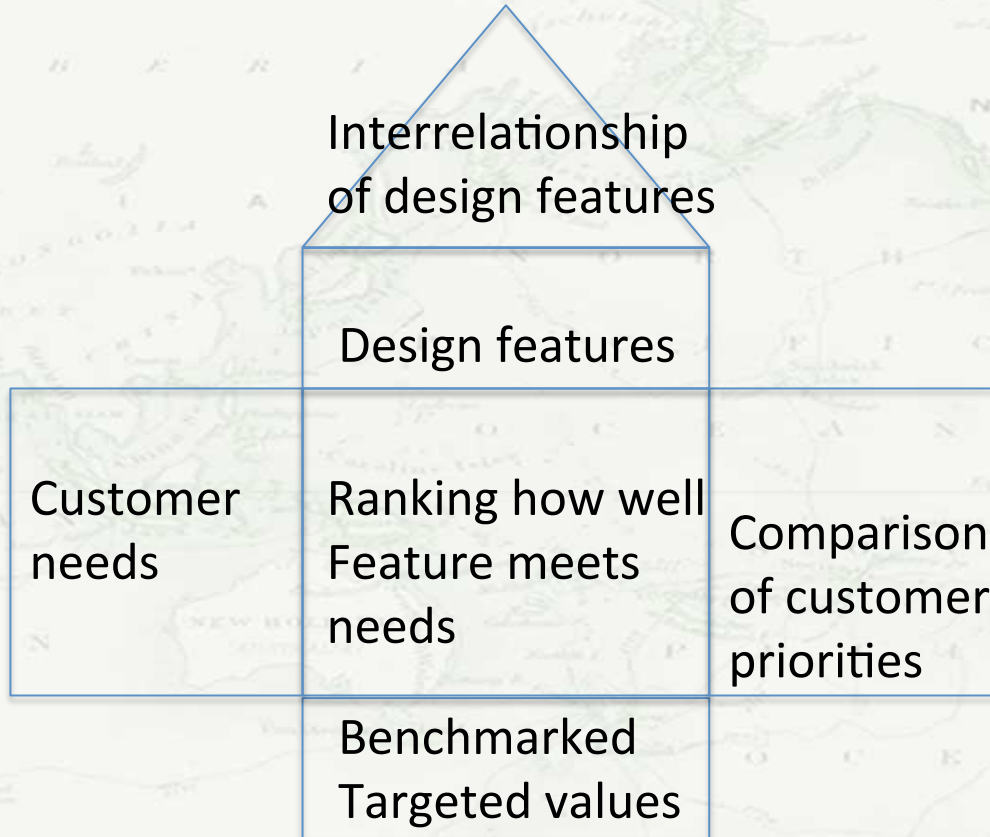 Interrelationship
of design features
Design features
Customer
needs
Ranking how well
Feature meets
needs
Comparison
of customer
priorities
Benchmarked
Targeted values